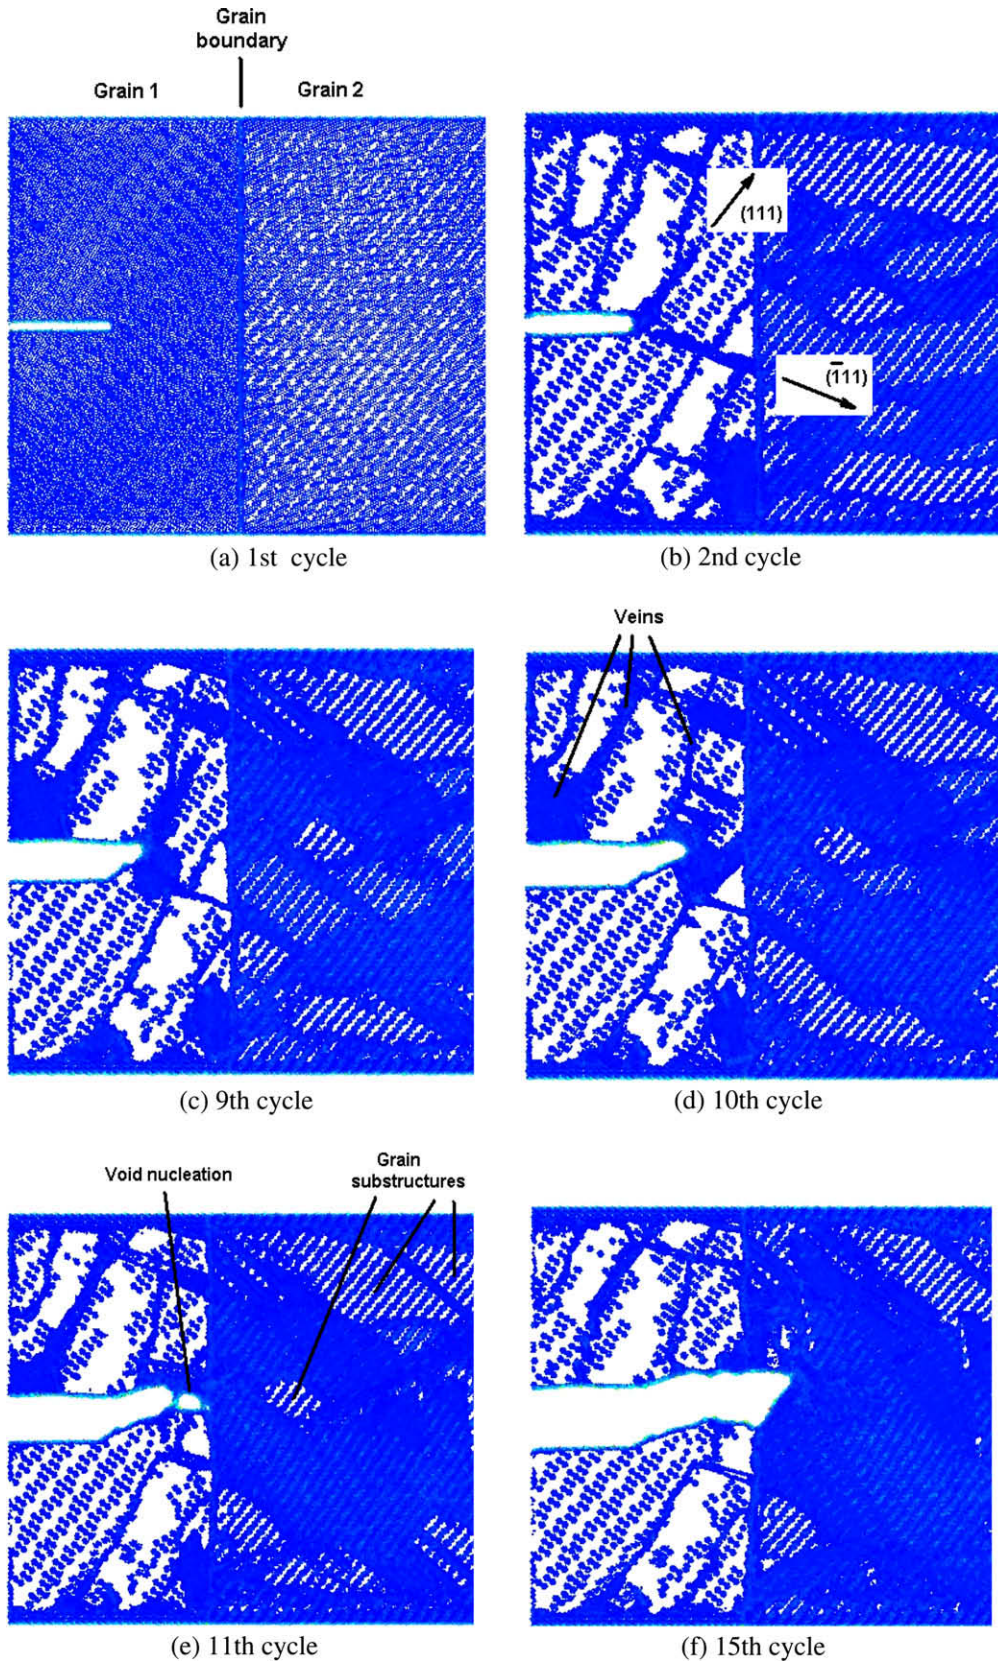 Grain
boundary
Grain 1
Grain 2
(a) 1st cycle
(111)
(1̅11)
(b) 2nd cycle
(c) 9th cycle
Veins
(d) 10th cycle
Void nucleation
Grain
substructures
(e) 11th cycle
(f) 15th cycle